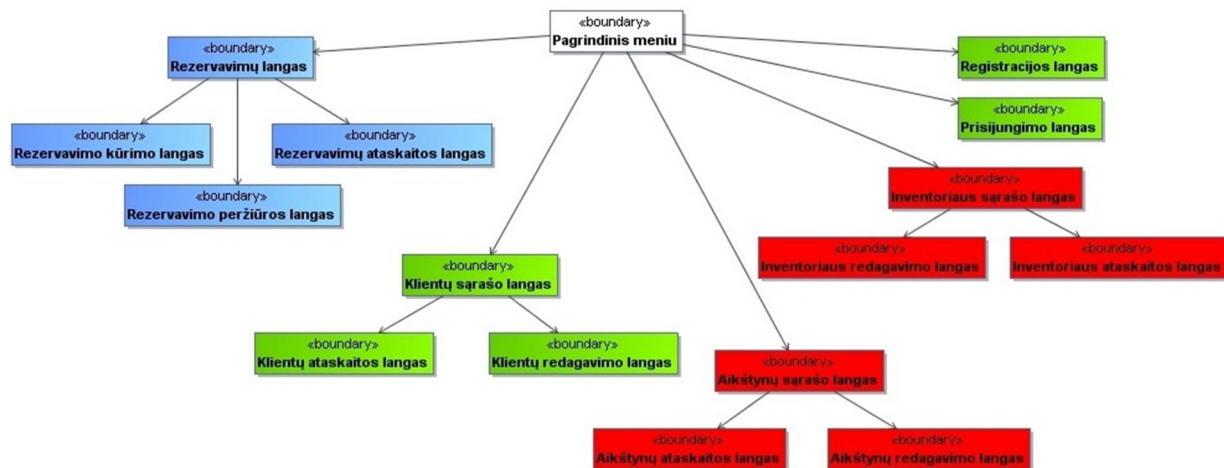 «boundary»
Pagrindinis meniu
«boundary»
Rezervavimų langas
«boundary»
Registracijos langas
«boundary»
Prisijungimo langas
«boundary»
Rezervavimo kūrimo langas
«boundary»
Rezervavimų ataskaitos langas
«boundary»
Rezervavimo peržiūros langas
«boundary»
Inventoriaus sąrašo langas
«boundary»
Inventoriaus redagavimo langas
«boundary»
Inventoriaus ataskaitos langas
«boundary»
Klientų sąrašo langas
«boundary»
Klientų ataskaitos langas
«boundary»
Klientų redagavimo langas
«boundary»
Aikštynų sąrašo langas
«boundary»
Aikštynų ataskaitos langas
«boundary»
Aikštynų redagavimo langas